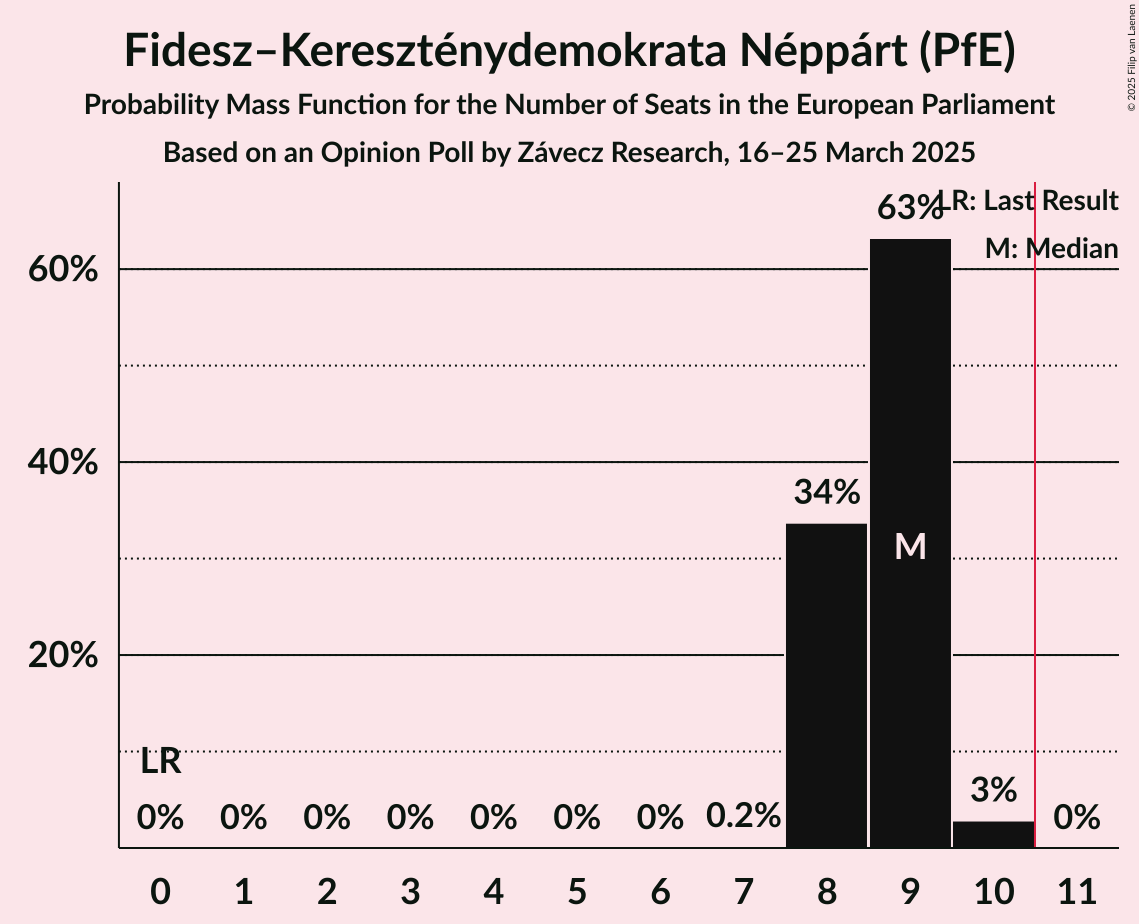 Fidesz–Kereszténydemokrata Néppárt (PfE)
Probability Mass Function for the Number of Seats in the European Parliament
Based on an Opinion Poll by Závecz Research, 16–25 March 2025
© 2025 Filip van Laenen
LR: Last Result
M: Median
63%
60%
40%
34%
M
20%
LR
0% 0% 0% 0% 0% 0% 0% 0.2% 3% 0%
0 1 2 3 4 5 6 7 8 9 10 11